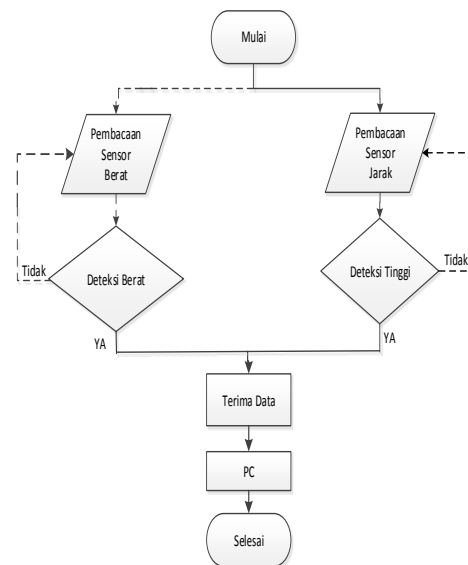 Mulai
Pembacaan
Sensor
Berat
Pembacaan
Sensor
Jarak
Tidak
Deteksi Berat
Deteksi Tinggi
Tidak
YA
YA
Terima Data
PC
Selesai